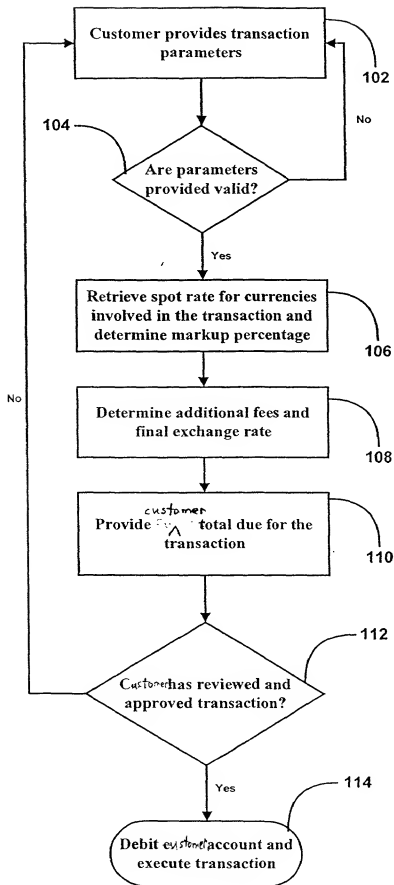 Customer provides transaction
parameters
102
No
104
Are parameters
provided valid?
Yes
Retrieve spot rate for currencies
involved in the transaction and
determine markup percentage
106
No
Determine additional fees and
final exchange rate
108
customer
Provide total due for the
transaction
110
112
Customer has reviewed and
approved transaction?
Yes
114
Debit customer account and
execute transaction